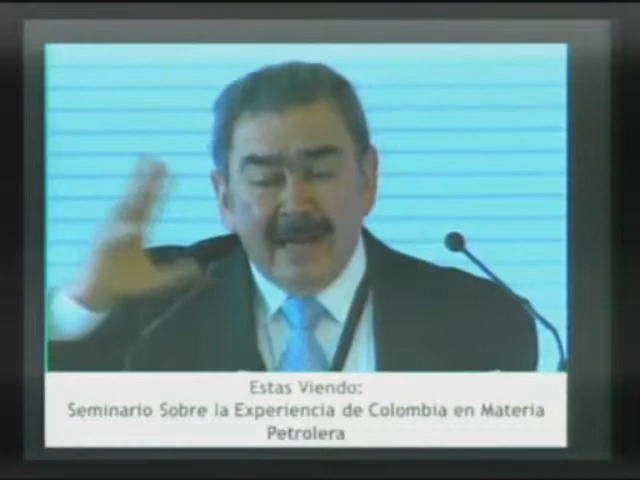 Estas Viendo:
Seminario Sobre la Experiencia de Colombia en Materia
Petrolera